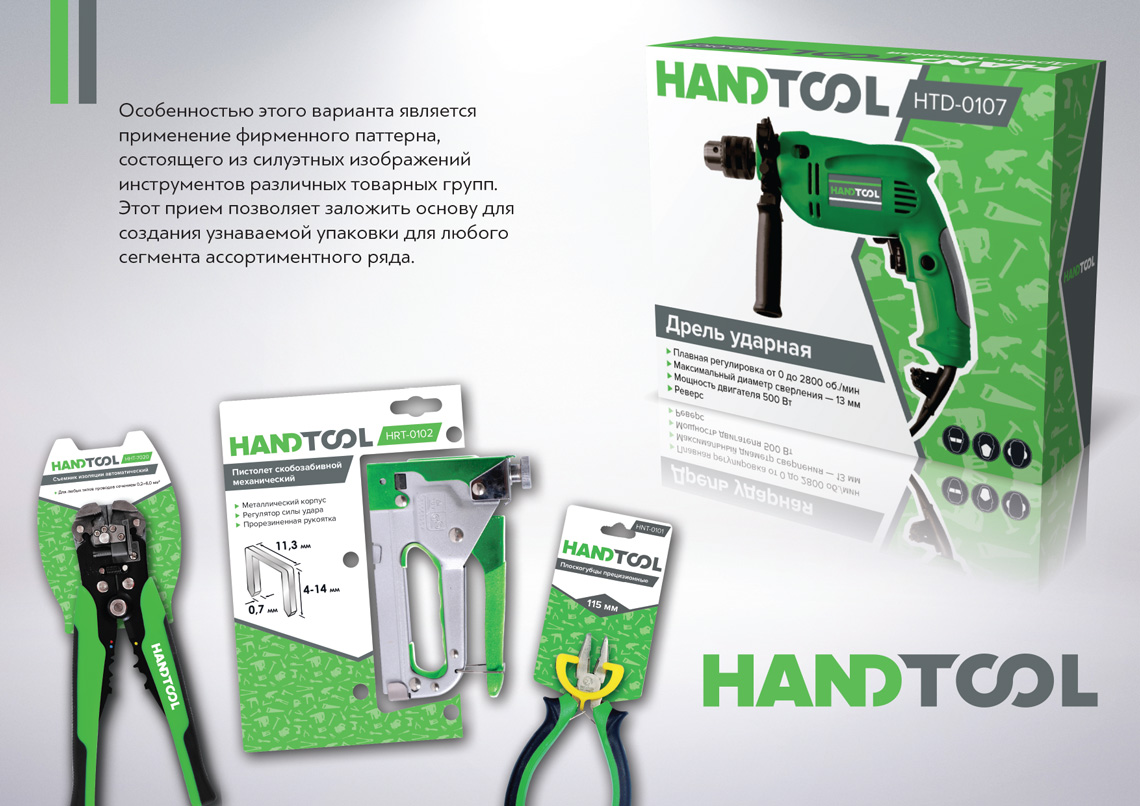 Особенностью этого варианта является
применение фирменного паттерна,
состоящего из силуэтных изображений
инструментов различных товарных групп.
Этот прием позволяет заложить основу для
создания узнаваемой упаковки для любого
сегмента ассортиментного ряда.
HANDTOOL
HTD-0107
HANDTOOL
HANDTOOL
Дрель ударная
Плавная регулировка от 0 до 2800 об./мин
Максимальный диаметр сверления — 13 мм
Мощность двигателя 500 Вт
Реверс
HANDTOOL
Съемник изоляции автоматический
HANDTOOL
HANDTOOL
HRT-0102
Пистолет скобозабивной
механический
Металлический корпус
Регулятор силы удара
Прорезиненная рукоятка
11,3 мм
4-14 мм
0,7 мм
HNT-0101
HANDTOOL
Плоскогубцы прецизионные
115 мм
HANDTOOL